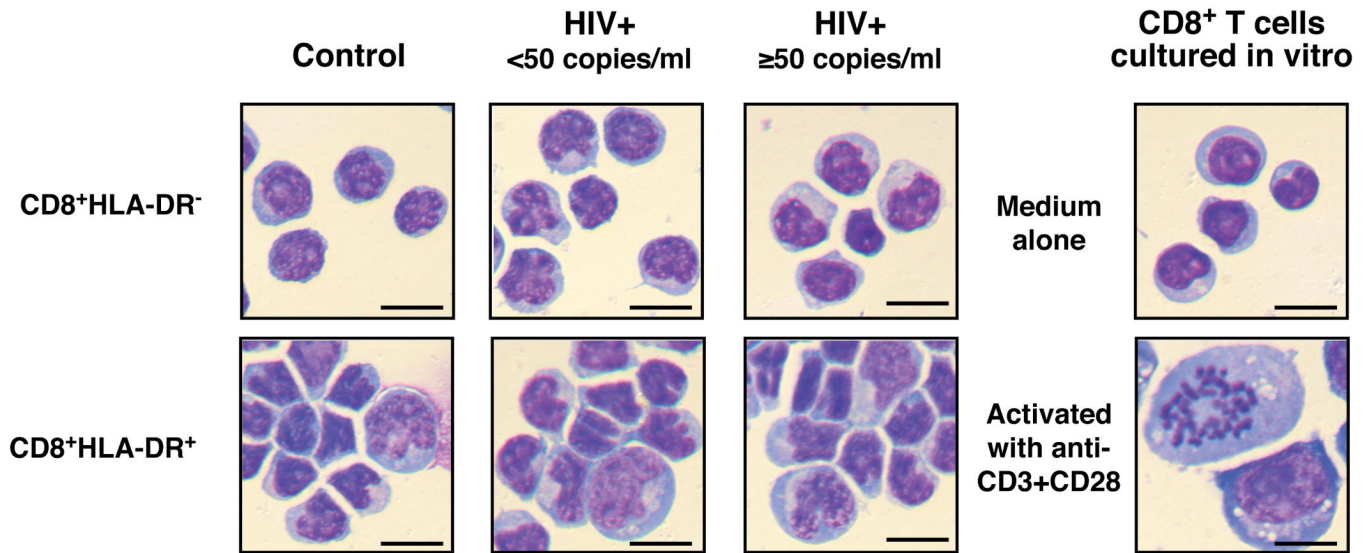 Control
HIV+
<50 copies/ml
HIV+
≥50 copies/ml
CD8⁺ T cells
cultured in vitro
CD8⁺HLA-DR⁻
Medium
alone
CD8⁺HLA-DR⁺
Activated
with anti-
CD3+CD28